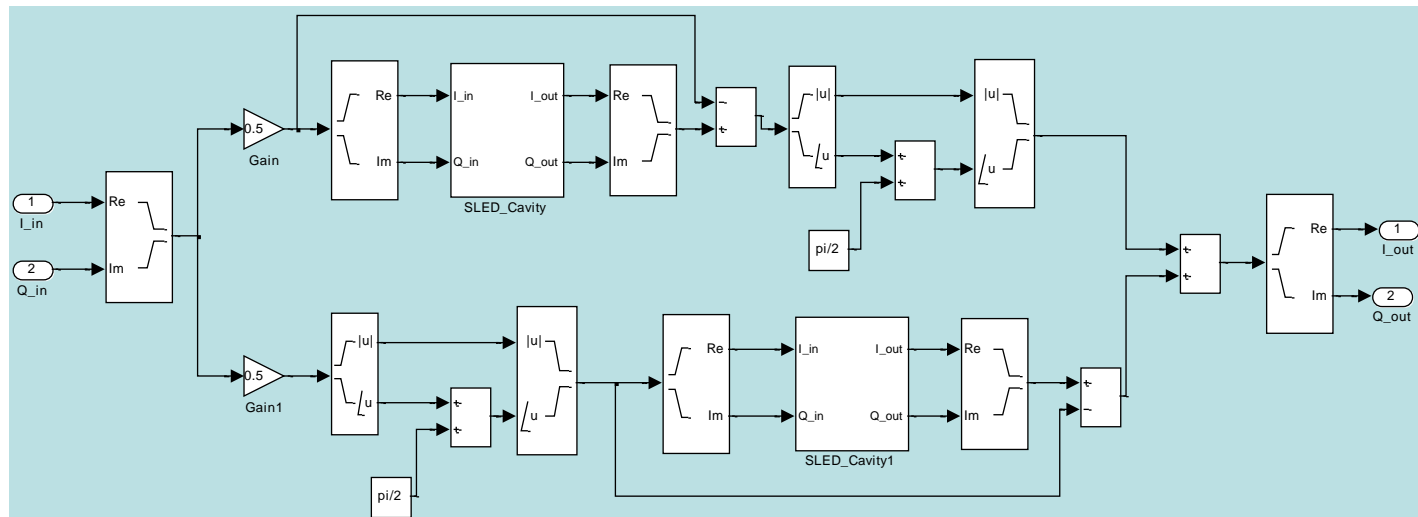 1
I_in
2
Q_in
Re
Im
0.5
Gain
Re
Im
I_in
Q_in
I_out
Q_out
SLED_Cavity
Re
Im
-
+
|u|
∠u
+
+
pi/2
|u|
∠u
0.5
Gain1
|u|
∠u
+
+
pi/2
|u|
∠u
Re
Im
I_in
Q_in
I_out
Q_out
SLED_Cavity1
Re
Im
+
-
+
+
Re
Im
1
I_out
2
Q_out